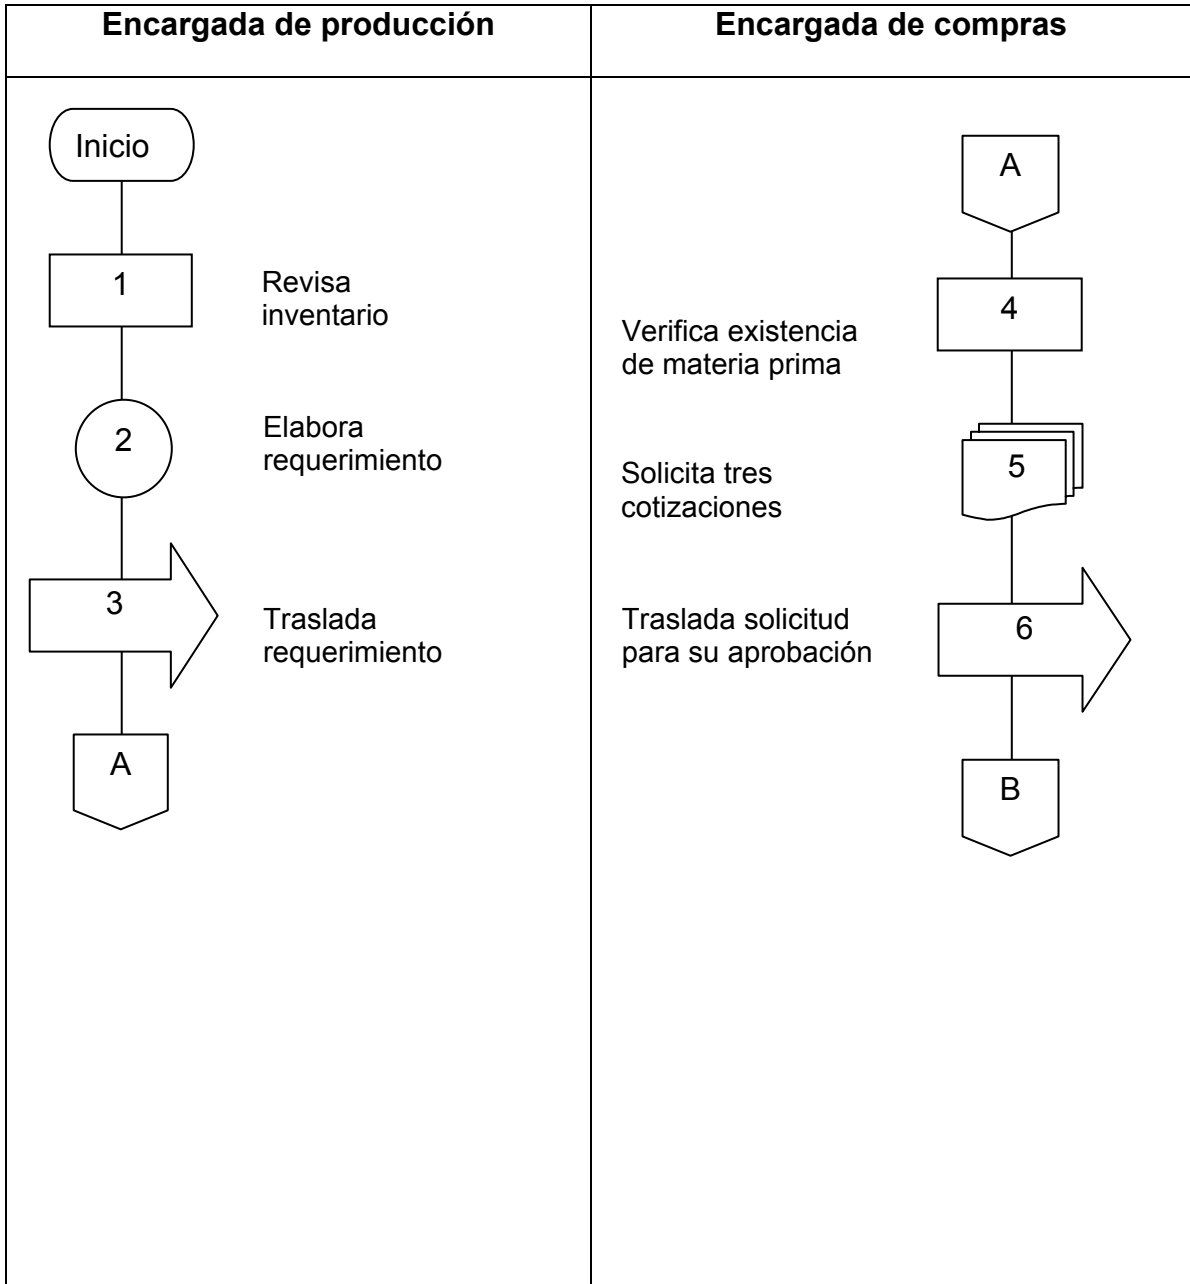 Encargada de producción
Encargada de compras
Inicio
1
Revisa
inventario
2
Elabora
requerimiento
3
Traslada
requerimiento
A
A
4
Verifica existencia
de materia prima
5
Solicita tres
cotizaciones
6
Traslada solicitud
para su aprobación
B